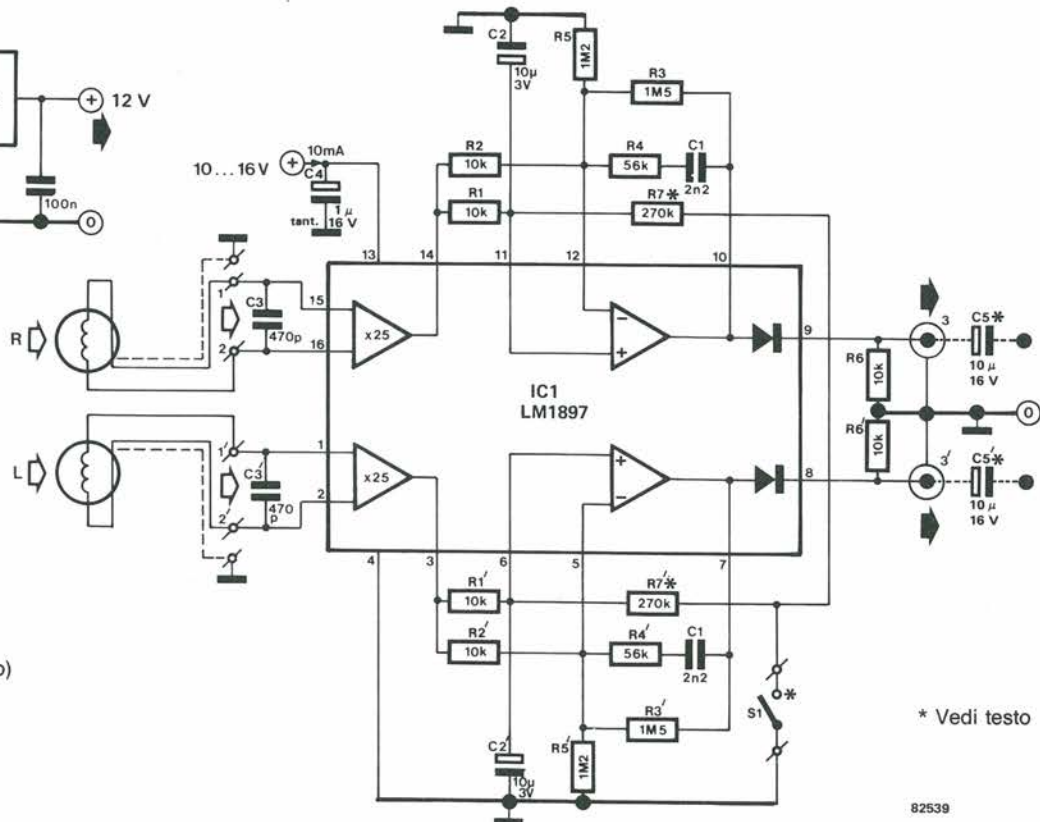 12 V
100n
0
10...16V
10mA
C4
1 µ
tant. 16 V
C2
10µ
3V
R5
1M2
R3
1M5
R2
10k
R4
56k
C1
2n2
R1
10k
R7*
270k
13
14
11
12
10
R
1
2
C3
470p
15
16
x25
IC1
LM1897
9
3
C5*
10 µ
16 V
R6
10k
0
R6'
10k
L
1'
2'
C3'
470
p
1
2
x25
8
3'
C5'*
10 µ
16 V
4
3
6
5
7
R1'
10k
R7'*
270k
R2'
10k
R4'
56k
C1
2n2
R3'
1M5
S1
*
C2'
10µ
3V
R5'
1M2
o)
* Vedi testo
82539